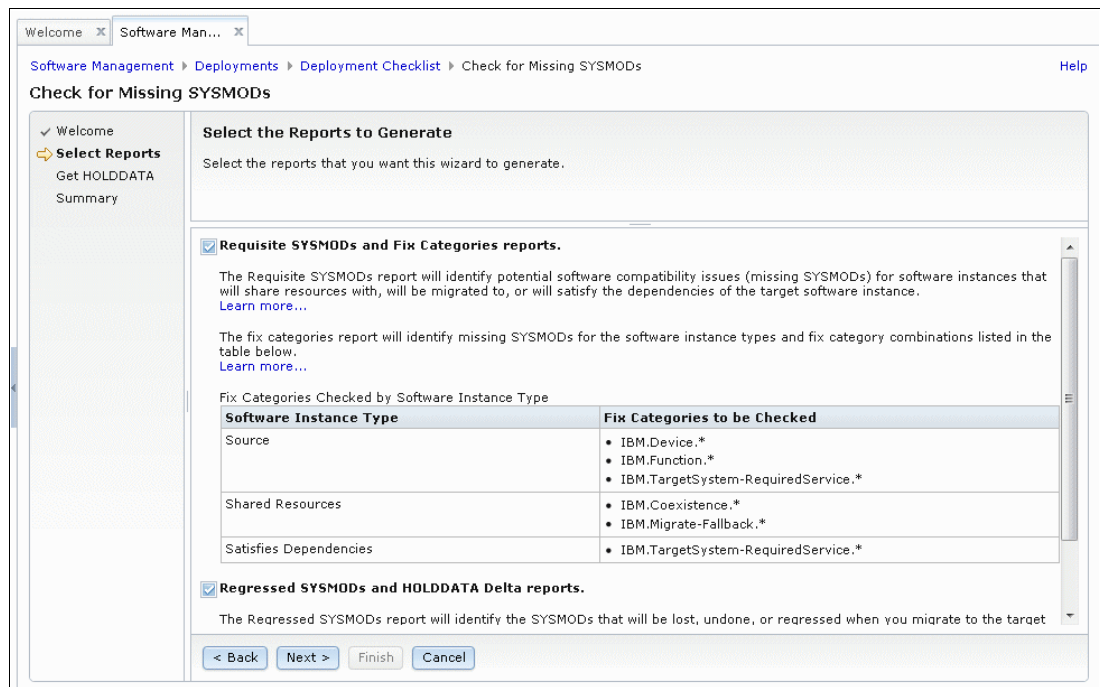 Welcome x Software Man... x
Software Management Deployments Deployment Checklist Check for Missing SYSMODs Help
Check for Missing SYSMODs
Welcome
Select Reports
Get HOLDDATA
Summary
Select the Reports to Generate
Select the reports that you want this wizard to generate.
Requisite SYSMODs and Fix Categories reports.
The Requisite SYSMODs report will identify potential software compatibility issues (missing SYSMODs) for software instances that
will share resources with, will be migrated to, or will satisfy the dependencies of the target software instance.
Learn more...
The fix categories report will identify missing SYSMODs for the software instance types and fix category combinations listed in the
table below.
Learn more...
Fix Categories Checked by Software Instance Type
Software Instance Type Fix Categories to be Checked
Source • IBM.Device.*
• IBM.Function.*
• IBM.TargetSystem-RequiredService.*
Shared Resources • IBM.Coexistence.*
• IBM.Migrate-Fallback.*
Satisfies Dependencies • IBM.TargetSystem-RequiredService.*
Regressed SYSMODs and HOLDDATA Delta reports.
The Regressed SYSMODs report will identify the SYSMODs that will be lost, undone, or regressed when you migrate to the target
< Back Next > Finish Cancel